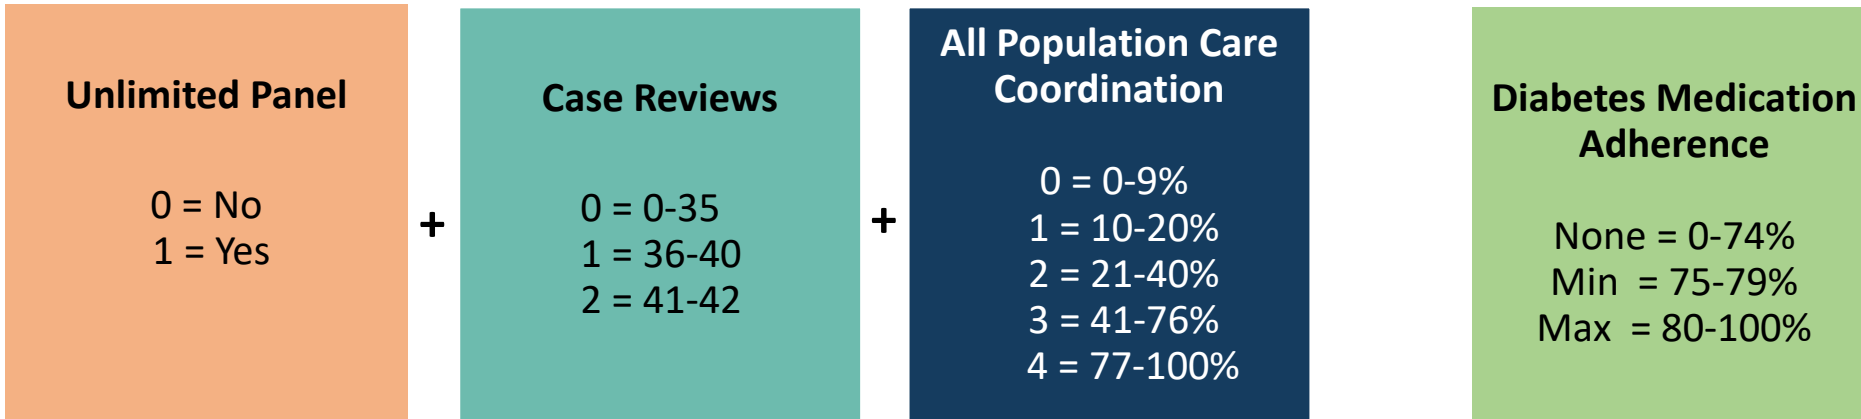 Unlimited Panel
0 = No
1 = Yes
+
Case Reviews
0 = 0-35
1 = 36-40
2 = 41-42
+
All Population Care
Coordination
0 = 0-9%
1 = 10-20%
2 = 21-40%
3 = 41-76%
4 = 77-100%
Diabetes Medication
Adherence
None = 0-74%
Min = 75-79%
Max = 80-100%